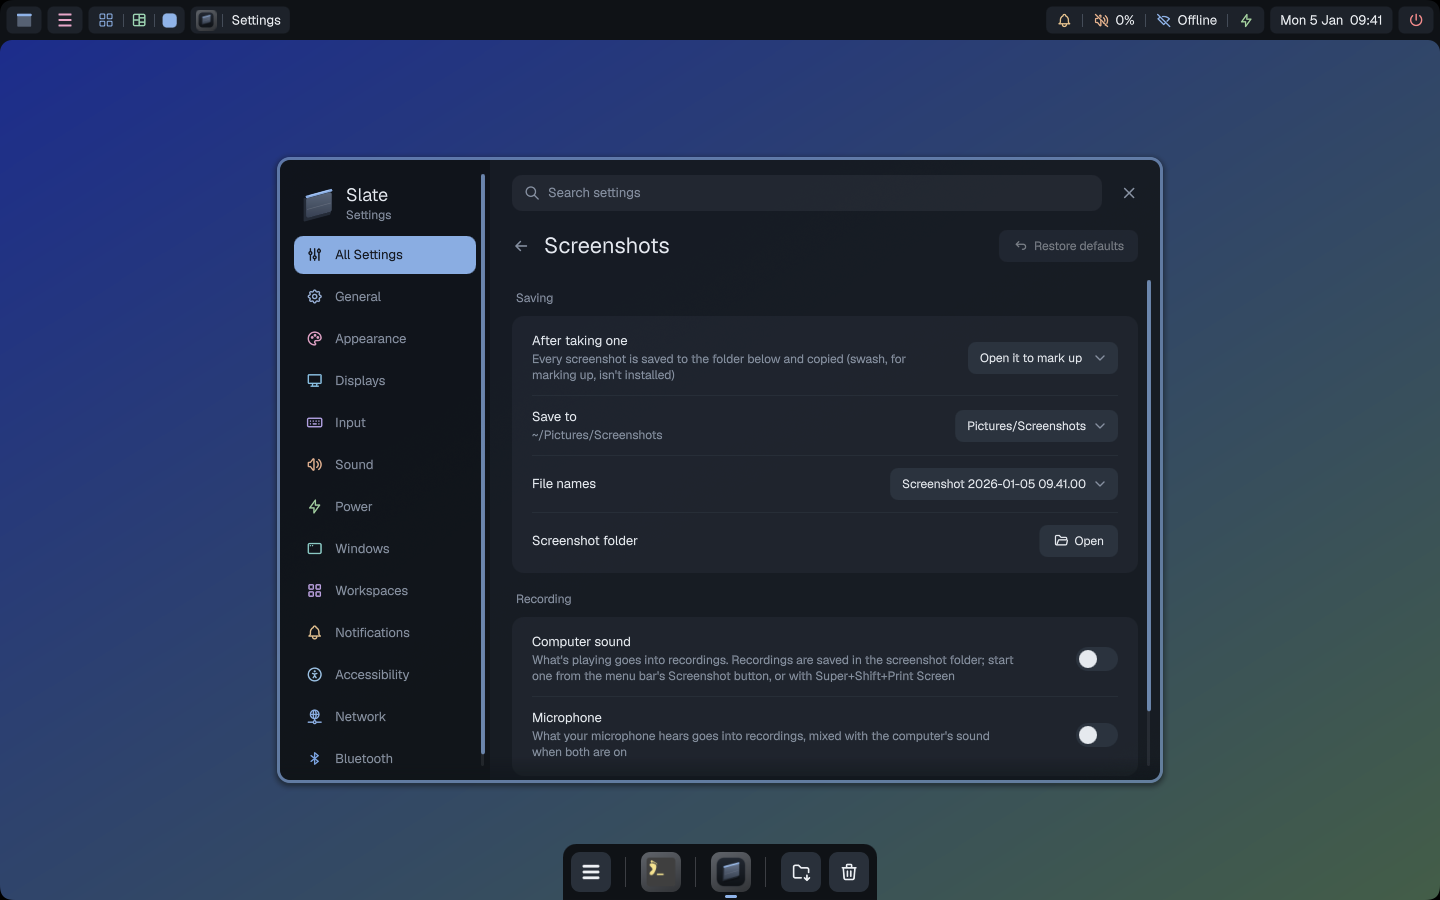 Settings
0%
Offline
Mon 5 Jan 09:41
Slate
Settings
All Settings
General
Appearance
Displays
Input
Sound
Power
Windows
Workspaces
Notifications
Accessibility
Network
Bluetooth
Search settings
Screenshots
Restore defaults
Saving
After taking one
Every screenshot is saved to the folder below and copied (swash, for
marking up, isn't installed)
Open it to mark up
Save to
~/Pictures/Screenshots
Pictures/Screenshots
File names
Screenshot 2026-01-05 09.41.00
Screenshot folder
Open
Recording
Computer sound
What's playing goes into recordings. Recordings are saved in the screenshot folder; start
one from the menu bar's Screenshot button, or with Super+Shift+Print Screen
Microphone
What your microphone hears goes into recordings, mixed with the computer's sound
when both are on